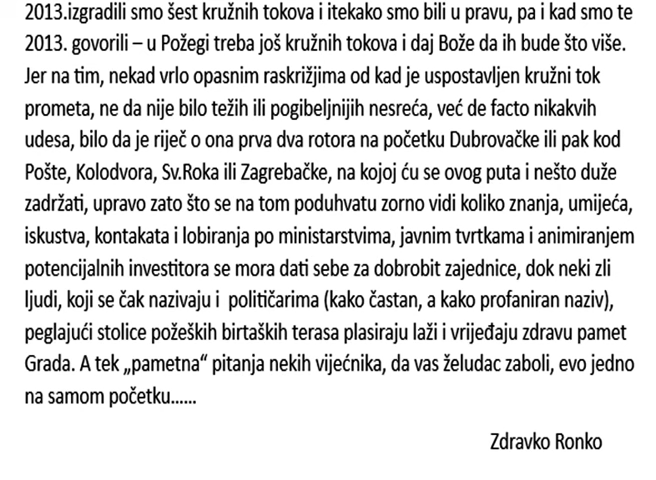 2013.izgradili smo šest kružnih tokova i itekako smo bili u pravu, pa i kad smo te
2013. govorili – u Požegi treba još kružnih tokova i daj Bože da ih bude što više.
Jer na tim, nekad vrlo opasnim raskrižjima od kad je uspostavljen kružni tok
prometa, ne da nije bilo težih ili pogibeljnijih nesreća, već de facto nikakvih
udesa, bilo da je riječ o ona prva dva rotora na početku Dubrovačke ili pak kod
Pošte, Kolodvora, Sv.Roka ili Zagrebačke, na kojoj ću se ovog puta i nešto duže
zadržati, upravo zato što se na tom poduhvatu zorno vidi koliko znanja, umijeća,
iskustva, kontakata i lobiranja po ministarstvima, javnim tvrtkama i animiranjem
potencijalnih investitora se mora dati sebe za dobrobit zajednice, dok neki zli
ljudi, koji se čak nazivaju i  političarima (kako častan, a kako profaniran naziv),
peglajući stolice požeških birtaških terasa plasiraju laži i vrijeđaju zdravu pamet
Grada. A tek „pametna“ pitanja nekih vijećnika, da vas želudac zaboli, evo jedno
na samom početku......
Zdravko Ronko